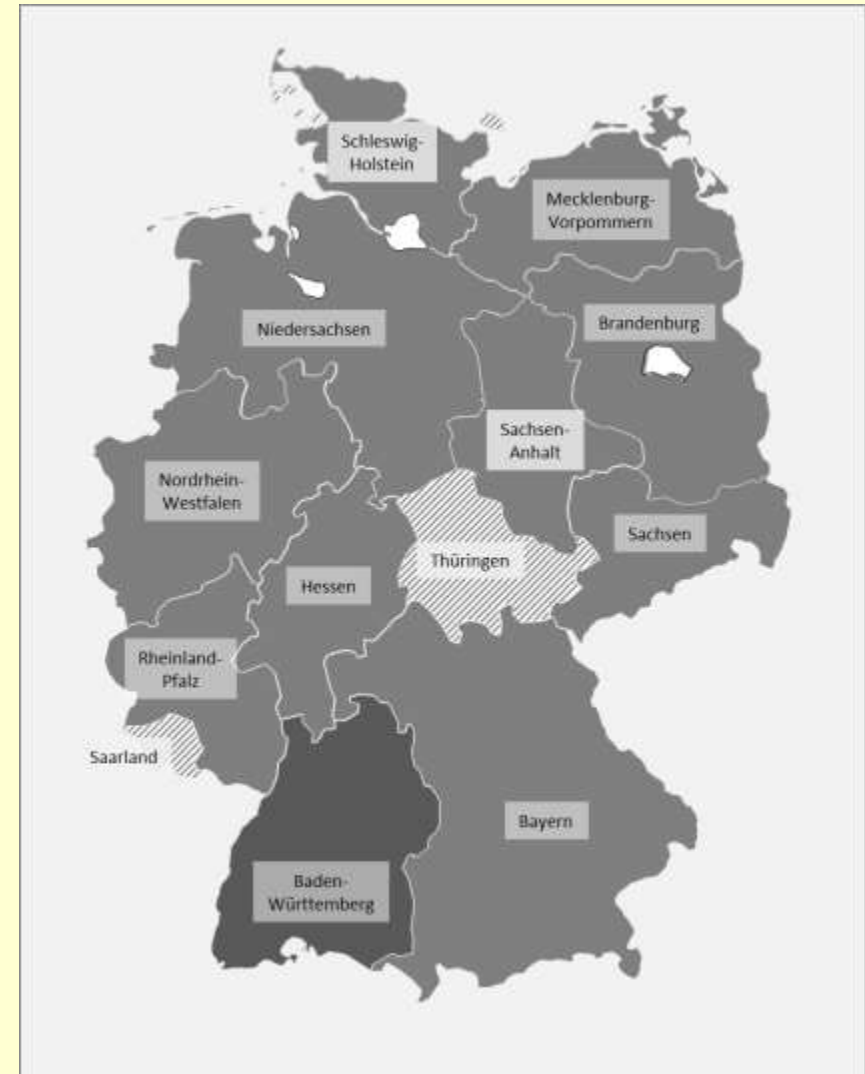 Schleswig-
Holstein
Mecklenburg-
Vorpommern
Niedersachsen
Brandenburg
Sachsen-
Anhalt
Nordrhein-
Westfalen
Sachsen
Thüringen
Hessen
Rheinland-
Pfalz
Saarland
Bayern
Baden-
Württemberg